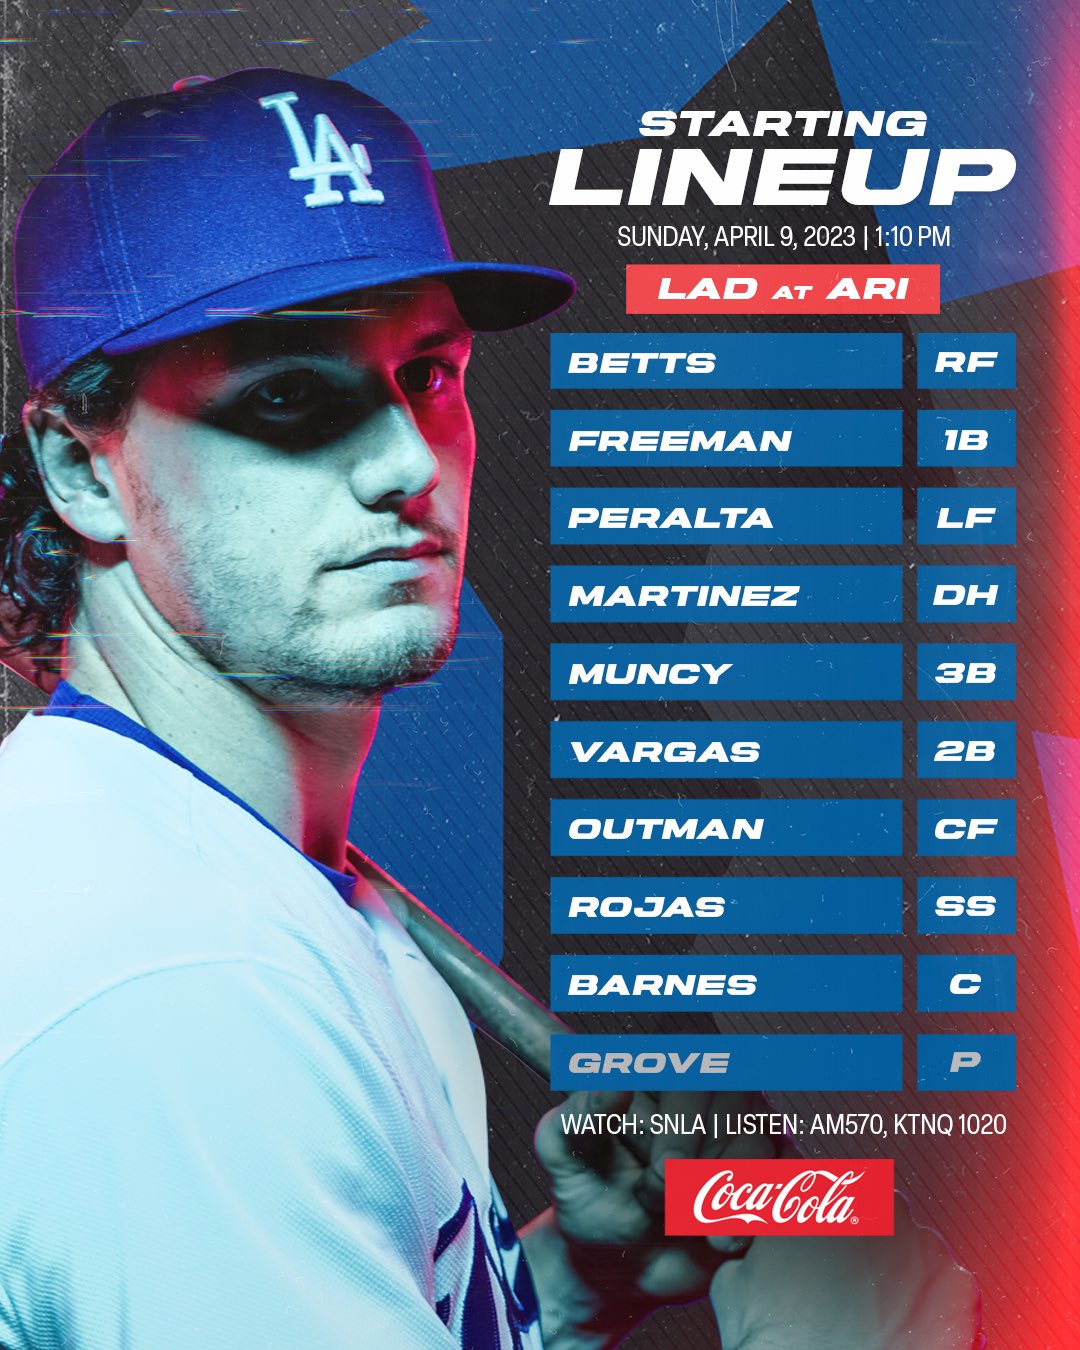 LA
STARTING
LINEUP
SUNDAY, APRIL 9, 2023 | 1:10 PM
LAD AT ARI
BETTS RF
FREEMAN 1B
PERALTA LF
MARTINEZ DH
MUNCY 3B
VARGAS 2B
OUTMAN CF
ROJAS SS
BARNES C
GROVE P
WATCH: SNLA | LISTEN: AM570, KTNQ 1020
Coca-Cola®